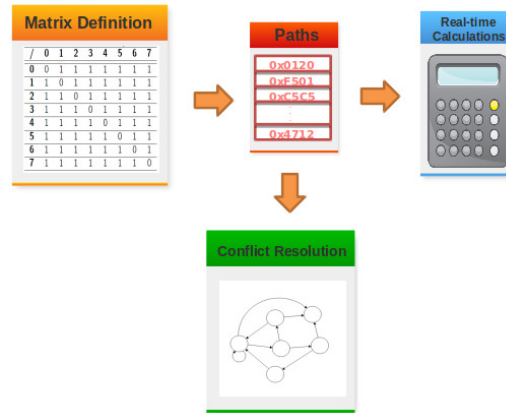 Matrix Definition
/ 0 1 2 3 4 5 6 7
0 0 1 1 1 1 1 1 1
1 1 0 1 1 1 1 1 1
2 1 1 0 1 1 1 1 1
3 1 1 1 0 1 1 1 1
4 1 1 1 1 0 1 1 1
5 1 1 1 1 1 0 1 1
6 1 1 1 1 1 1 0 1
7 1 1 1 1 1 1 1 0
Paths
0x0120
0xF501
0xC5C5
0x4712
Real-time
Calculations
Conflict Resolution